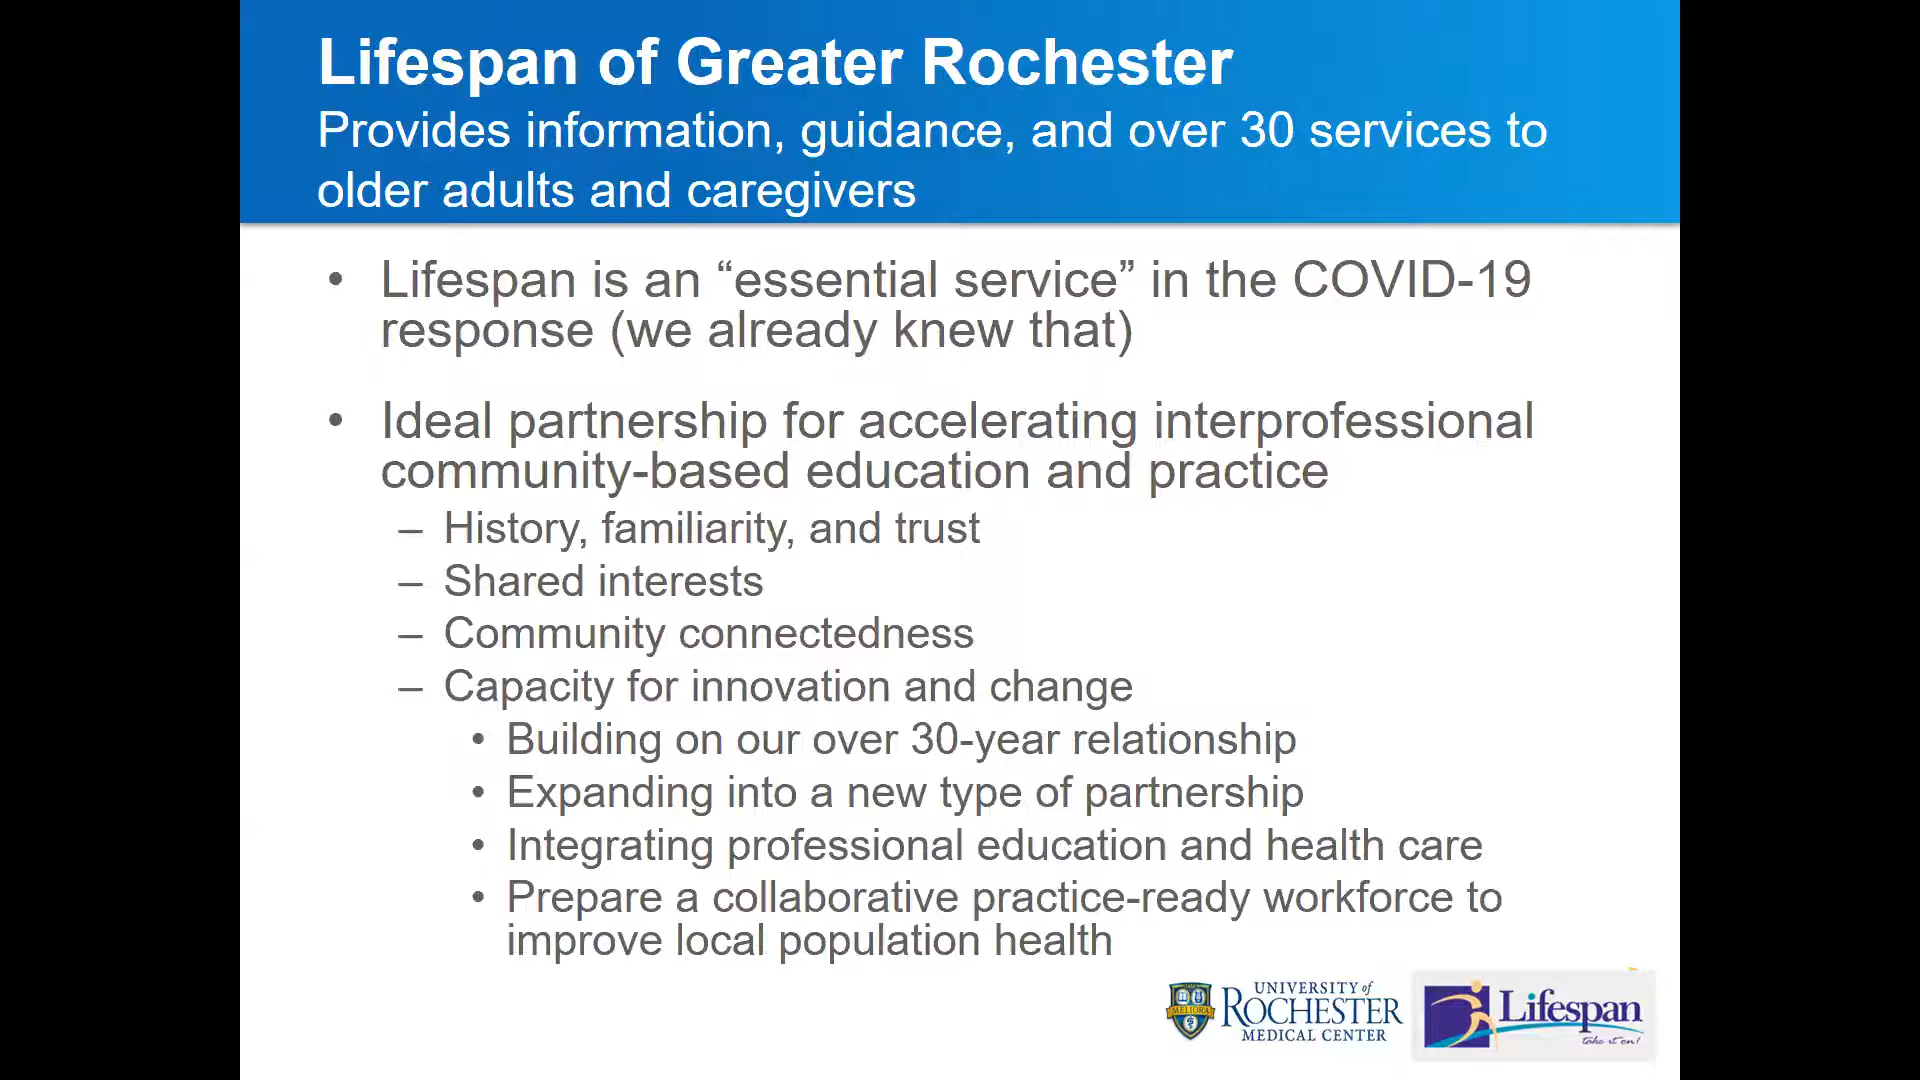 Lifespan of Greater Rochester
Provides information, guidance, and over 30 services to
older adults and caregivers
• Lifespan is an “essential service” in the COVID-19
response (we already knew that)
• Ideal partnership for accelerating interprofessional
community-based education and practice
– History, familiarity, and trust
– Shared interests
– Community connectedness
– Capacity for innovation and change
• Building on our over 30-year relationship
• Expanding into a new type of partnership
• Integrating professional education and health care
• Prepare a collaborative practice-ready workforce to
improve local population health
MELIORA
UNIVERSITY of
ROCHESTER
MEDICAL CENTER
Lifespan
take it on!